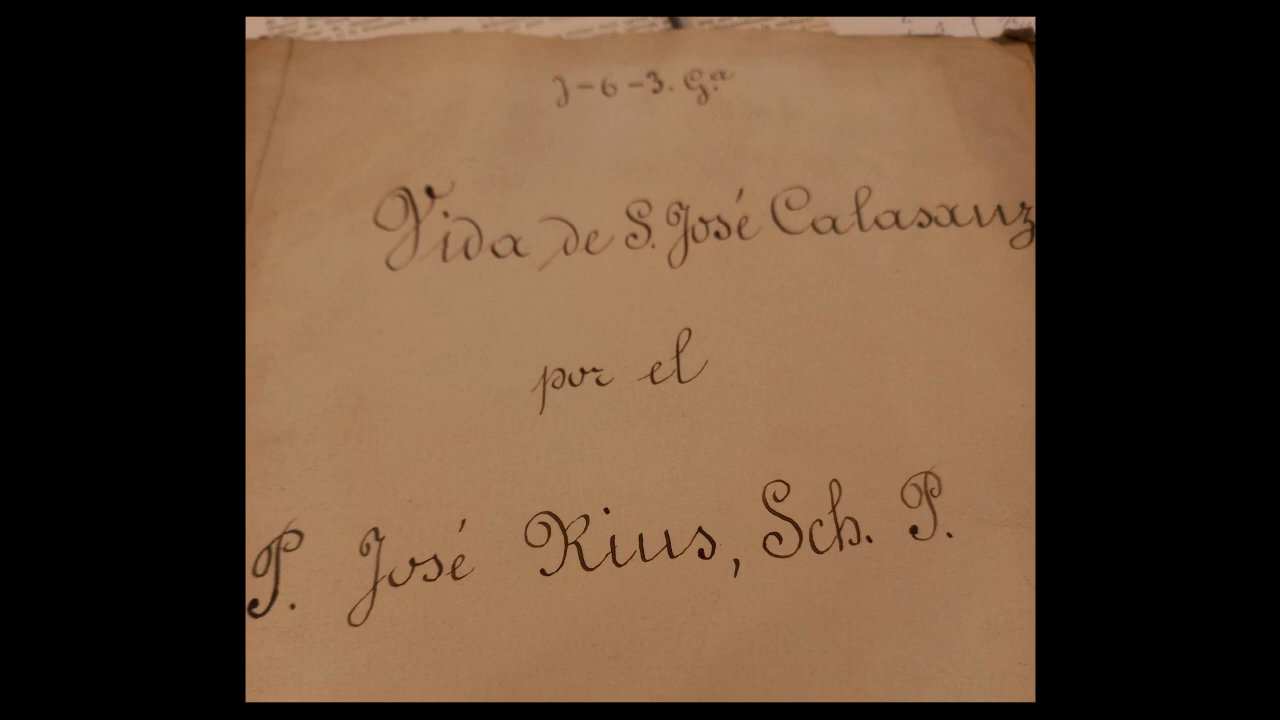 J-6-3. Gª
Vida de S. José Calasanz
por el
P. José Rius, Sch. P.